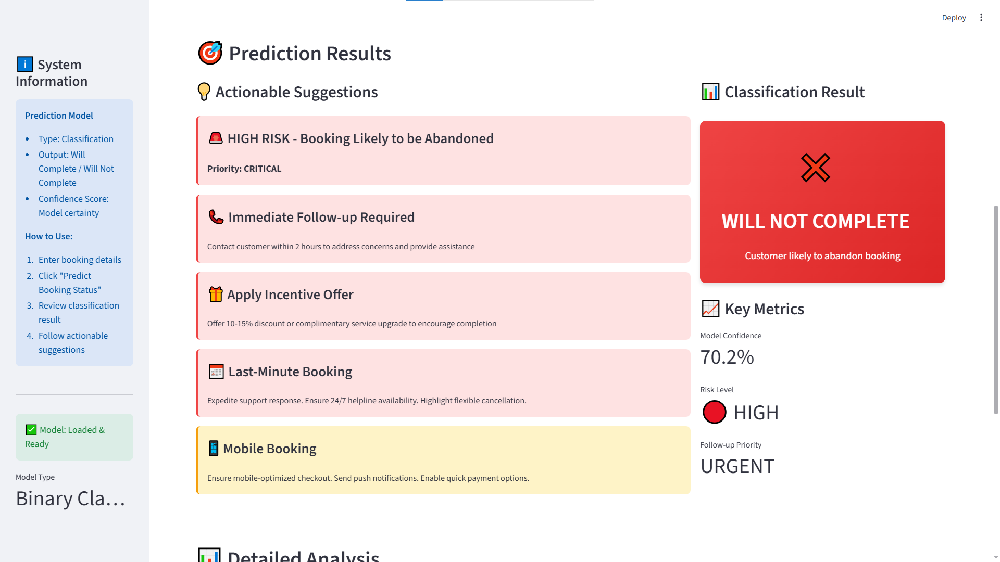 Deploy
System
Information
Prediction Model
• Type: Classification
• Output: Will
Complete / Will Not
Complete
• Confidence Score:
Model certainty
How to Use:
1. Enter booking details
2. Click "Predict
Booking Status"
3. Review classification
result
4. Follow actionable
suggestions
Model: Loaded &
Ready
Model Type
Binary Cla…
Prediction Results
Actionable Suggestions
HIGH RISK - Booking Likely to be Abandoned
Priority: CRITICAL
Immediate Follow-up Required
Contact customer within 2 hours to address concerns and provide assistance
Apply Incentive Offer
Offer 10-15% discount or complimentary service upgrade to encourage completion
Last-Minute Booking
Expedite support response. Ensure 24/7 helpline availability. Highlight flexible cancellation.
Mobile Booking
Ensure mobile-optimized checkout. Send push notifications. Enable quick payment options.
Classification Result
WILL NOT COMPLETE
Customer likely to abandon booking
Key Metrics
Model Confidence
70.2%
Risk Level
HIGH
Follow-up Priority
URGENT
Detailed Analysis